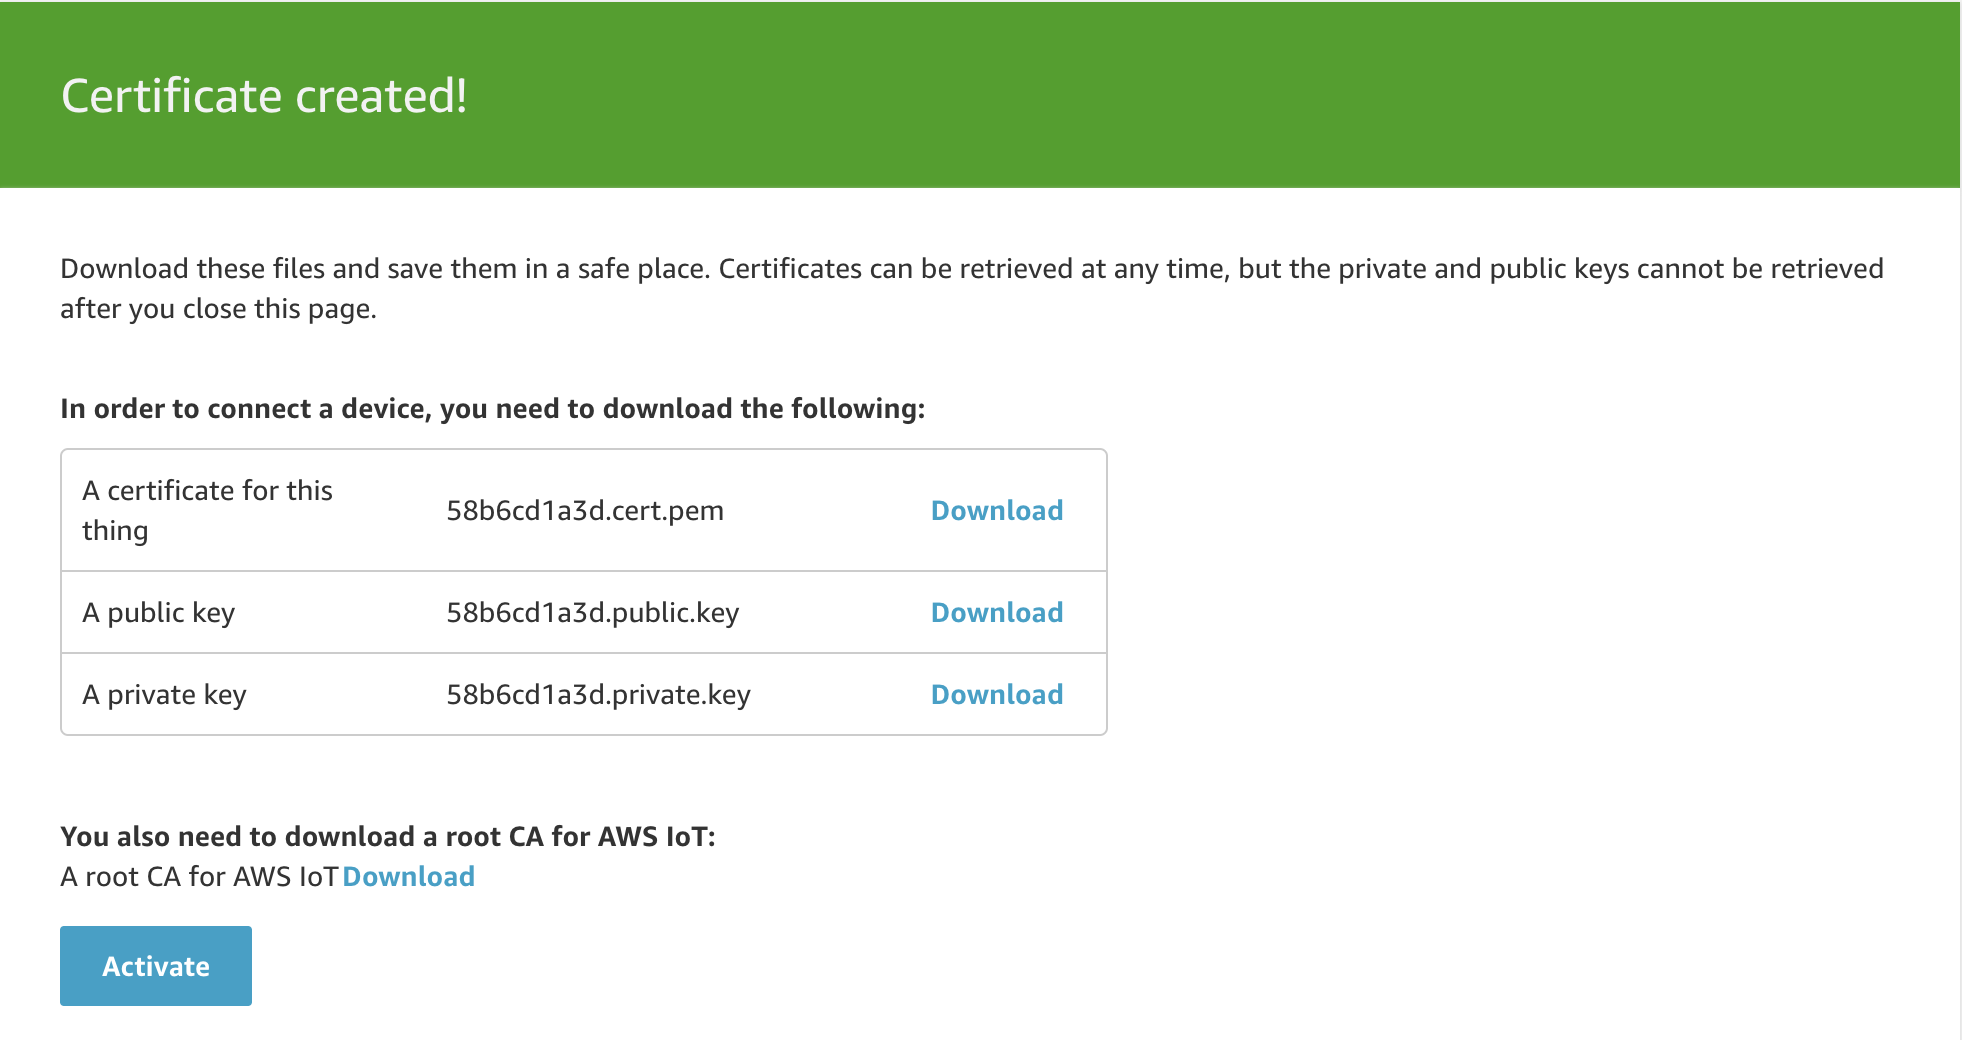 Certificate created!
Download these files and save them in a safe place. Certificates can be retrieved at any time, but the private and public keys cannot be retrieved
after you close this page.
In order to connect a device, you need to download the following:
A certificate for this
thing
58b6cd1a3d.cert.pem
Download
A public key
58b6cd1a3d.public.key
Download
A private key
58b6cd1a3d.private.key
Download
You also need to download a root CA for AWS IoT:
A root CA for AWS IoT Download
Activate